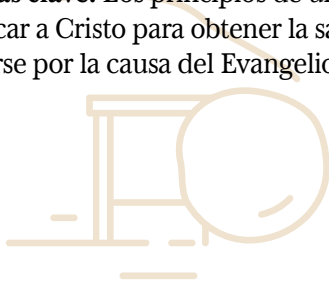 as clave: Los principios de
car a Cristo para obtener la
rse por la causa del Evangelio